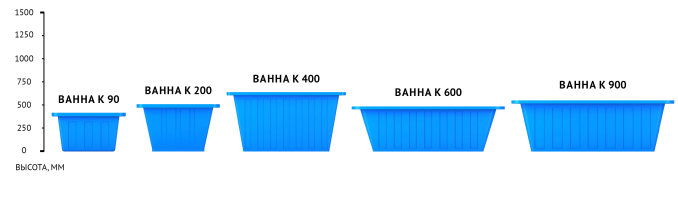 1500
1250
1000
750
500
250
0
ВЫСОТА, ММ
ВАННА К 90
ВАННА К 200
ВАННА К 400
ВАННА К 600
ВАННА К 900